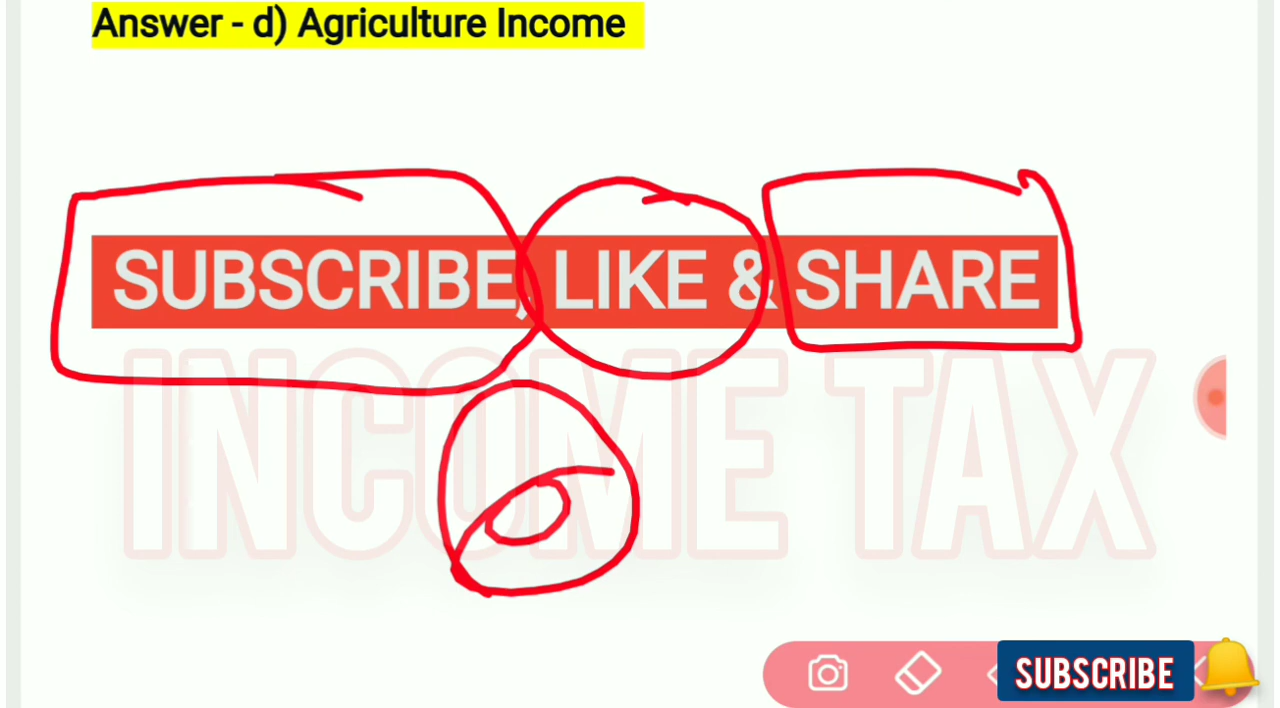 Answer - d) Agriculture Income
SUBSCRIBE, LIKE & SHARE
INCOME TAX
SUBSCRIBE